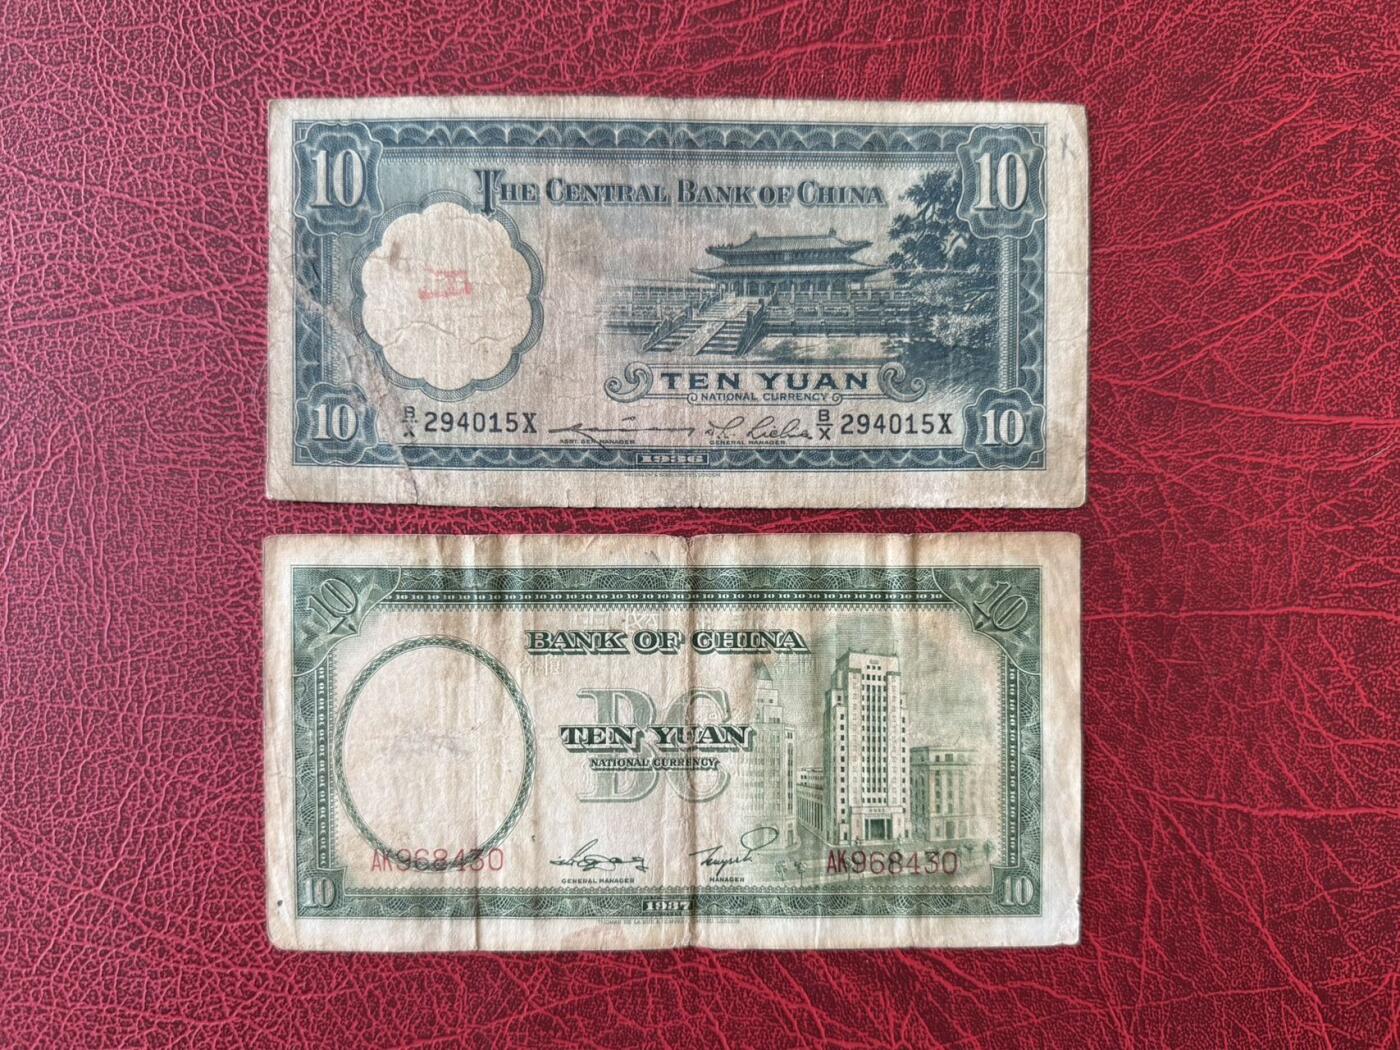 10 10
THE CENTRAL BANK OF CHINA
TEN YUAN
NATIONAL CURRENCY
10 B/X 294015X B/X 294015X 10
ASST. GEN. MANAGER GENERAL MANAGER
1936
10 10
BANK OF CHINA
BC
TEN YUAN
NATIONAL CURRENCY
AK968430 AK968430
GENERAL MANAGER MANAGER
10 10
1937